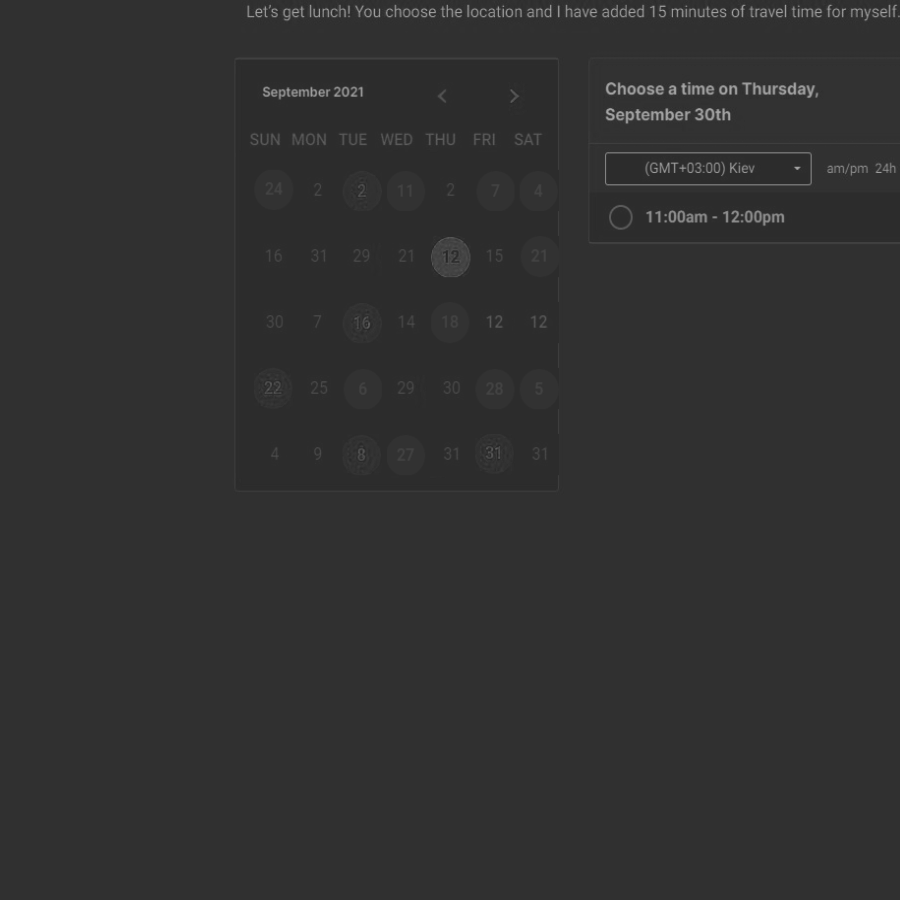 Let's get lunch! You choose the location and I have added 15 minutes of travel time for myself.
September 2021
SUN MON TUE WED THU FRI SAT
24 2 2 11 2 7 4
16 31 29 21 12 15 21
30 7 16 14 18 12 12
22 25 6 29 30 28 5
4 9 8 27 31 31 31
Choose a time on Thursday,
September 30th
(GMT+03:00) Kiev am/pm 24h
11:00am - 12:00pm